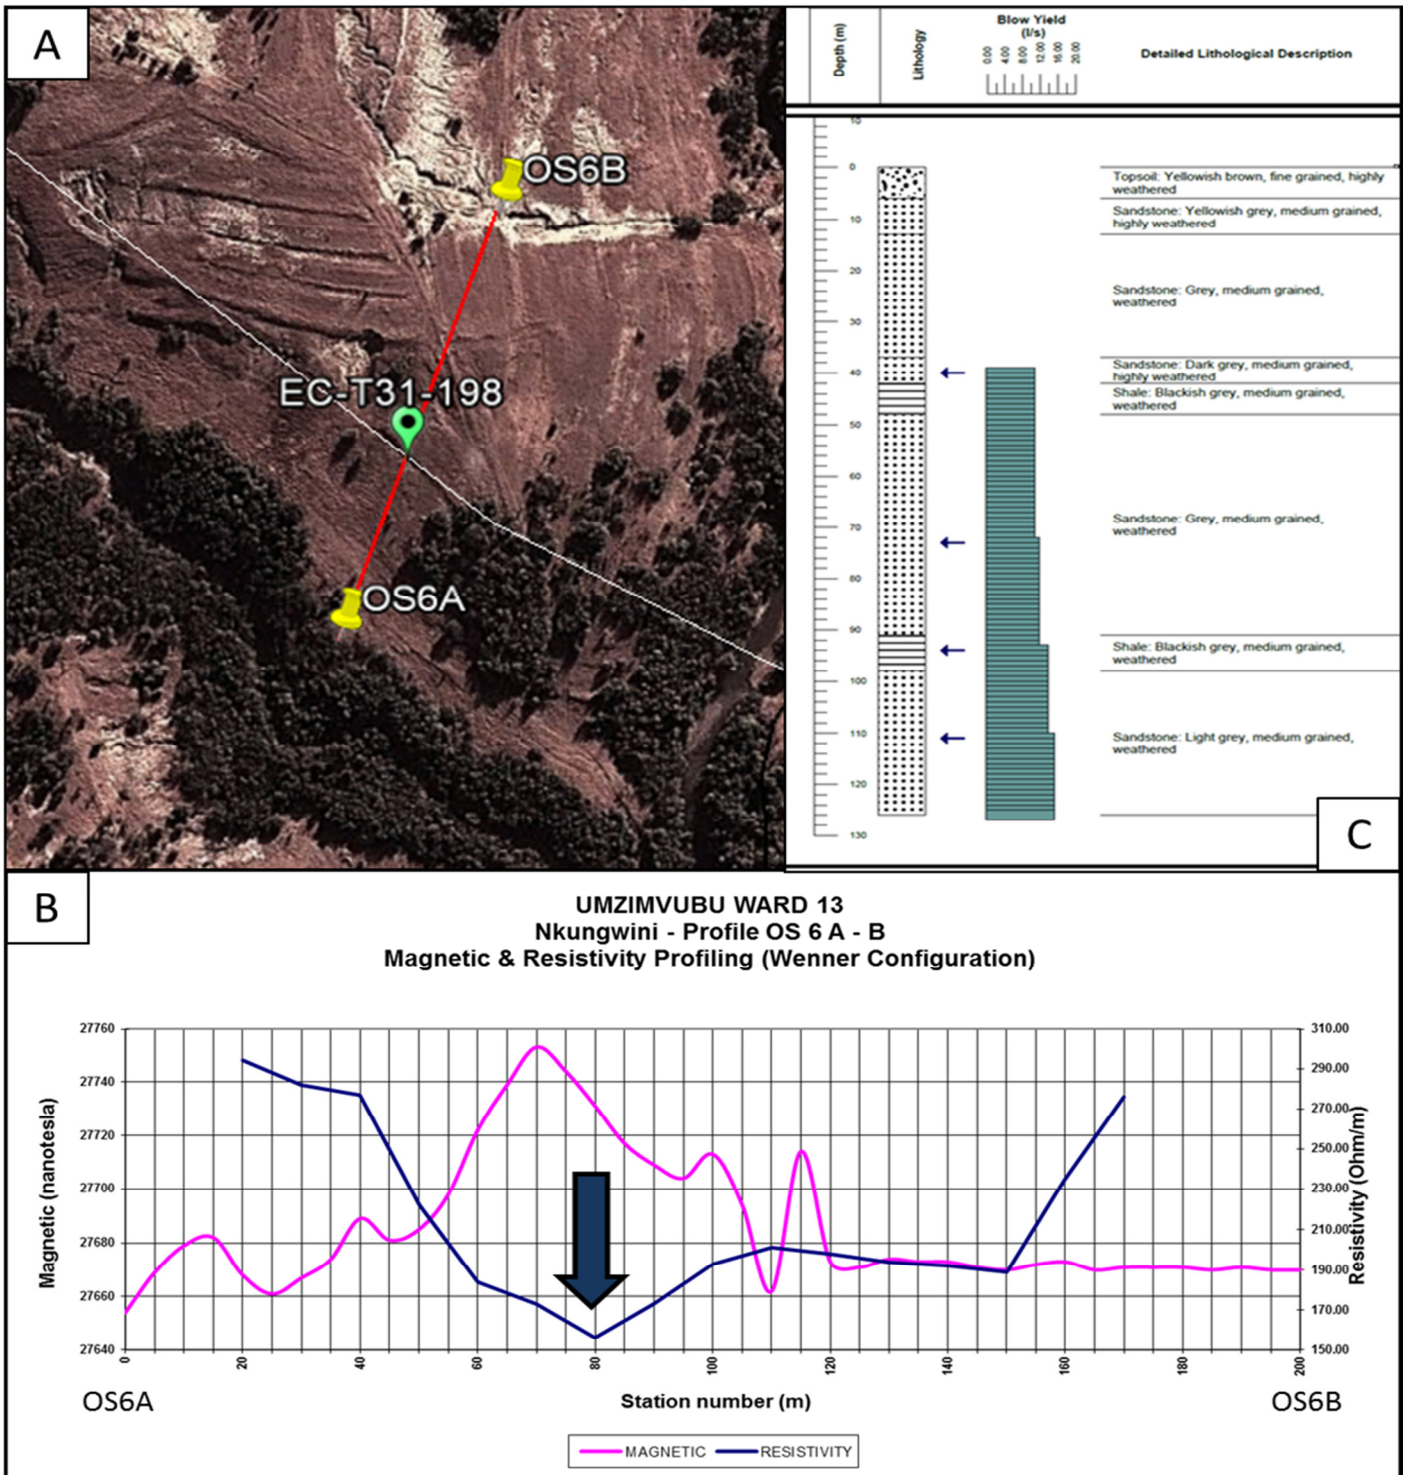 A
OS6B
EC-T31-198
OS6A
Depth (m)
Lithology
Blow Yield
(l/s)
0.00
4.00
8.00
12.00
16.00
20.00
Detailed Lithological Description
10
0
10
20
30
40
50
60
70
80
90
100
110
120
130
Topsoil: Yellowish brown, fine grained, highly
weathered
Sandstone: Yellowish grey, medium grained,
highly weathered
Sandstone: Grey, medium grained,
weathered
Sandstone: Dark grey, medium grained,
highly weathered
Shale: Blackish grey, medium grained,
weathered
Sandstone: Grey, medium grained,
weathered
Shale: Blackish grey, medium grained,
weathered
Sandstone: Light grey, medium grained,
weathered
C
B
UMZIMVUBU WARD 13
Nkungwini - Profile OS 6 A - B
Magnetic & Resistivity Profiling (Wenner Configuration)
Magnetic (nanotesla)
27760
27740
27720
27700
27680
27660
27640
310.00
290.00
270.00
250.00
230.00
210.00
190.00
170.00
150.00
Resistivity (Ohm/m)
0
20
40
60
80
100
120
140
160
180
200
OS6A
Station number (m)
OS6B
MAGNETIC
RESISTIVITY